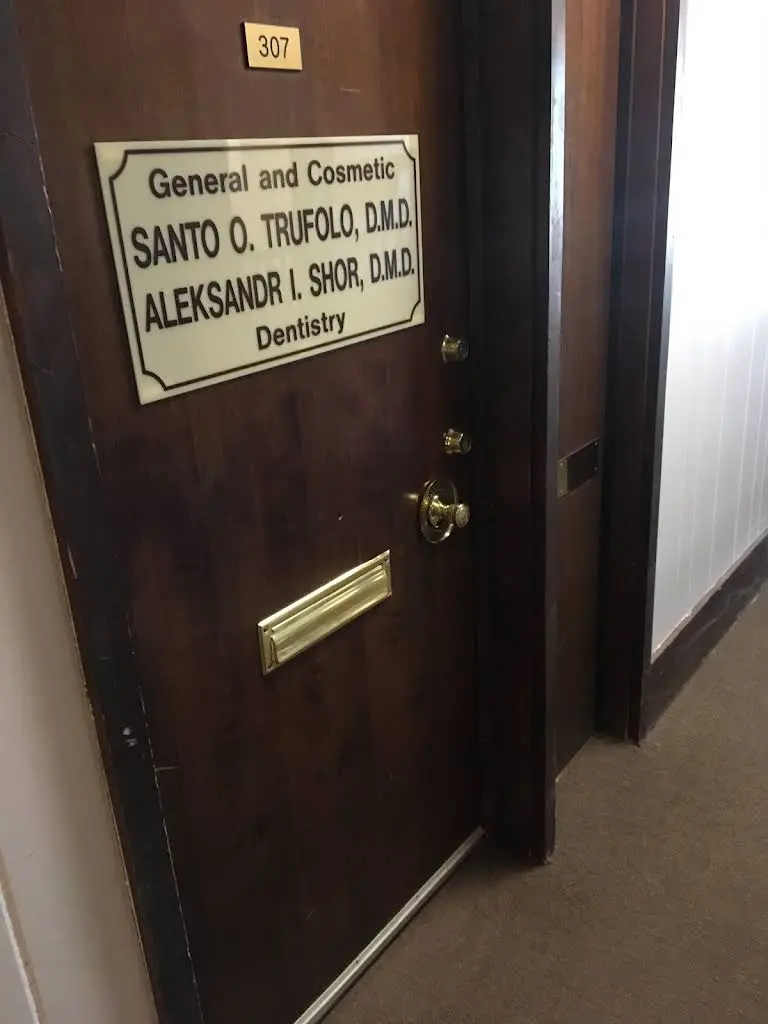 307
General and Cosmetic
SANTO O. TRUFOLO, D.M.D.
ALEKSANDR I. SHOR, D.M.D.
Dentistry